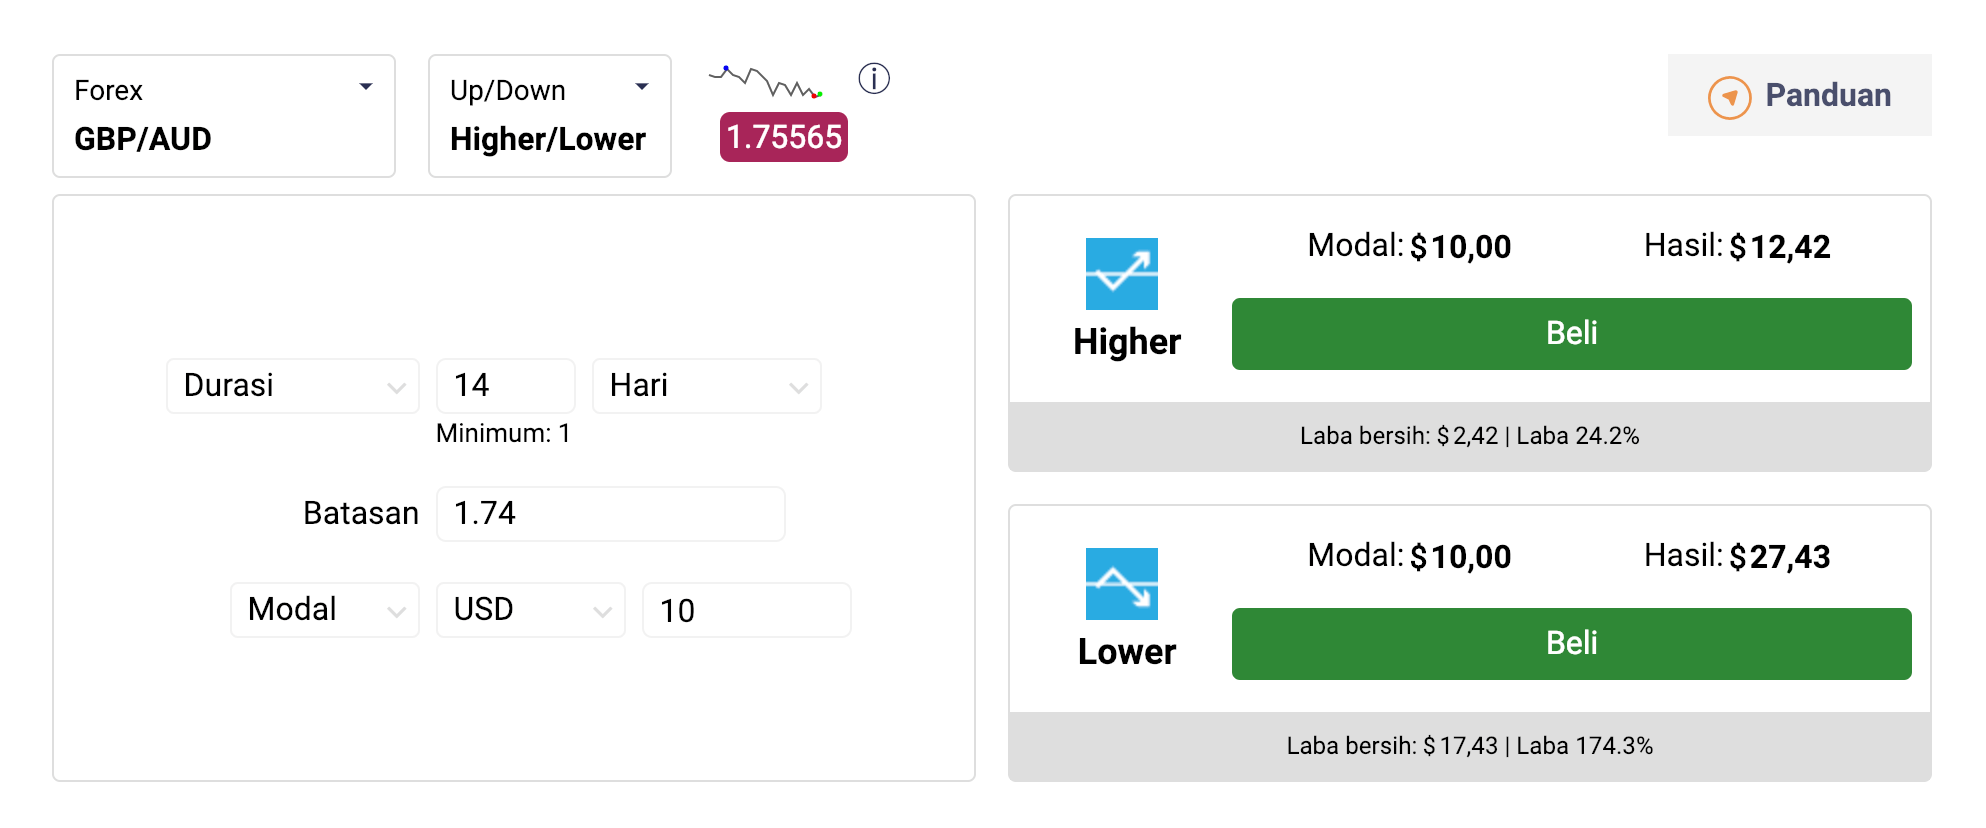 Forex
GBP/AUD
Up/Down
Higher/Lower
1.75565
Panduan
Durasi
14
Hari
Minimum: 1
Batasan
1.74
Modal
USD
10
Modal: $10,00
Hasil: $12,42
Higher
Beli
Laba bersih: $2,42 | Laba 24.2%
Modal: $10,00
Hasil: $27,43
Lower
Beli
Laba bersih: $17,43 | Laba 174.3%